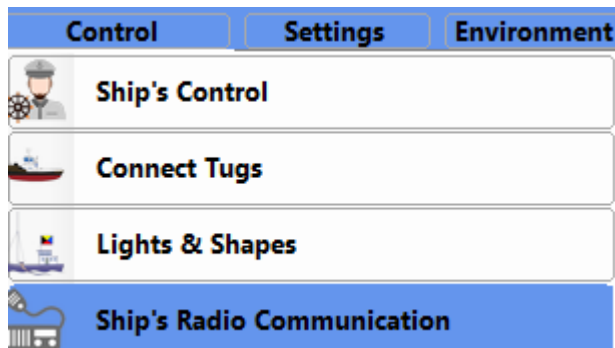 Control Settings Environment
Ship's Control
Connect Tugs
Lights & Shapes
Ship's Radio Communication